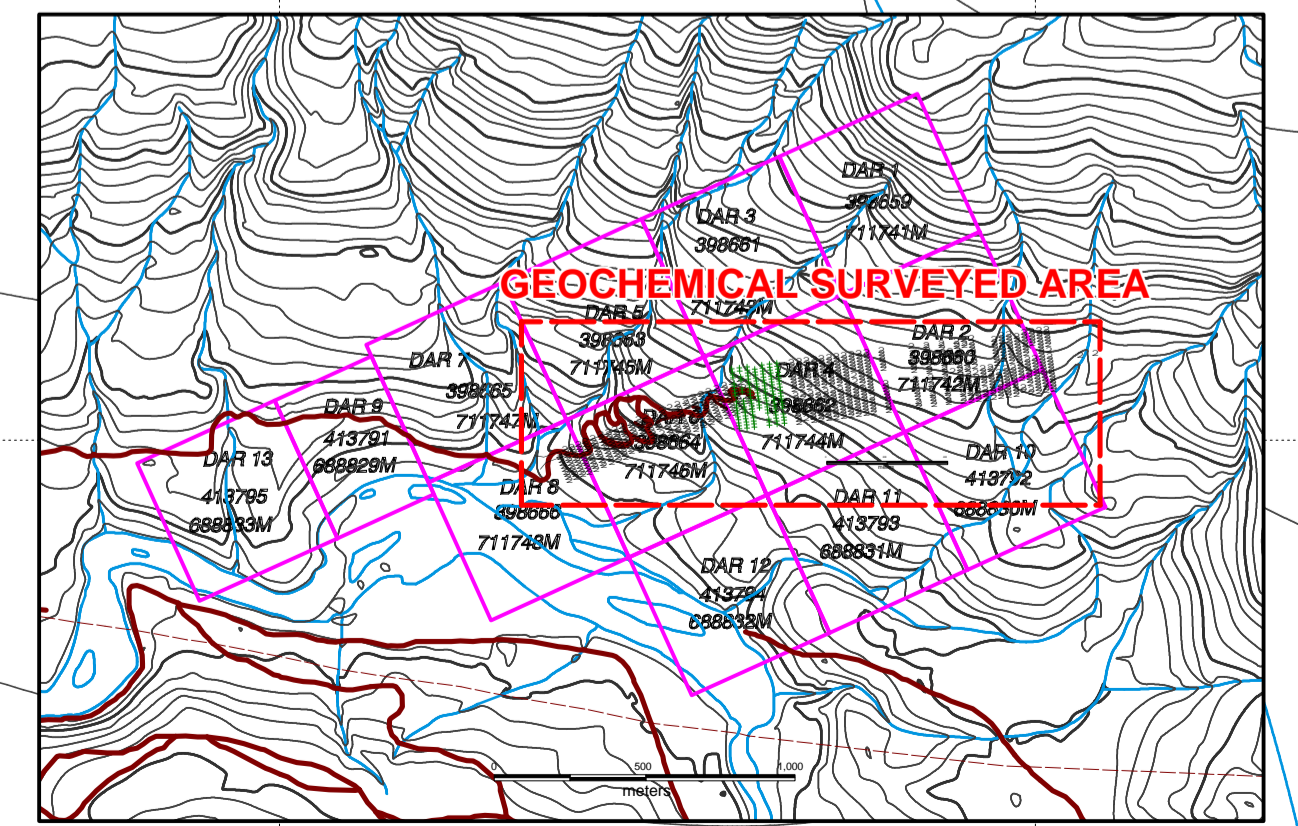 DAR 1
398659
711741M
DAR 3
398661
711743M
GEOCHEMICAL SURVEYED AREA
DAR 5
398663
711745M
DAR 2
398660
711742M
DAR 7
398665
711747M
DAR 4
398662
711744M
398664
711746M
DAR 9
413791
688829M
DAR 13
413795
688833M
DAR 10
413792
688830M
DAR 8
398666
711748M
DAR 11
413793
688831M
DAR 12
413794
688832M
0 500 1,000
meters